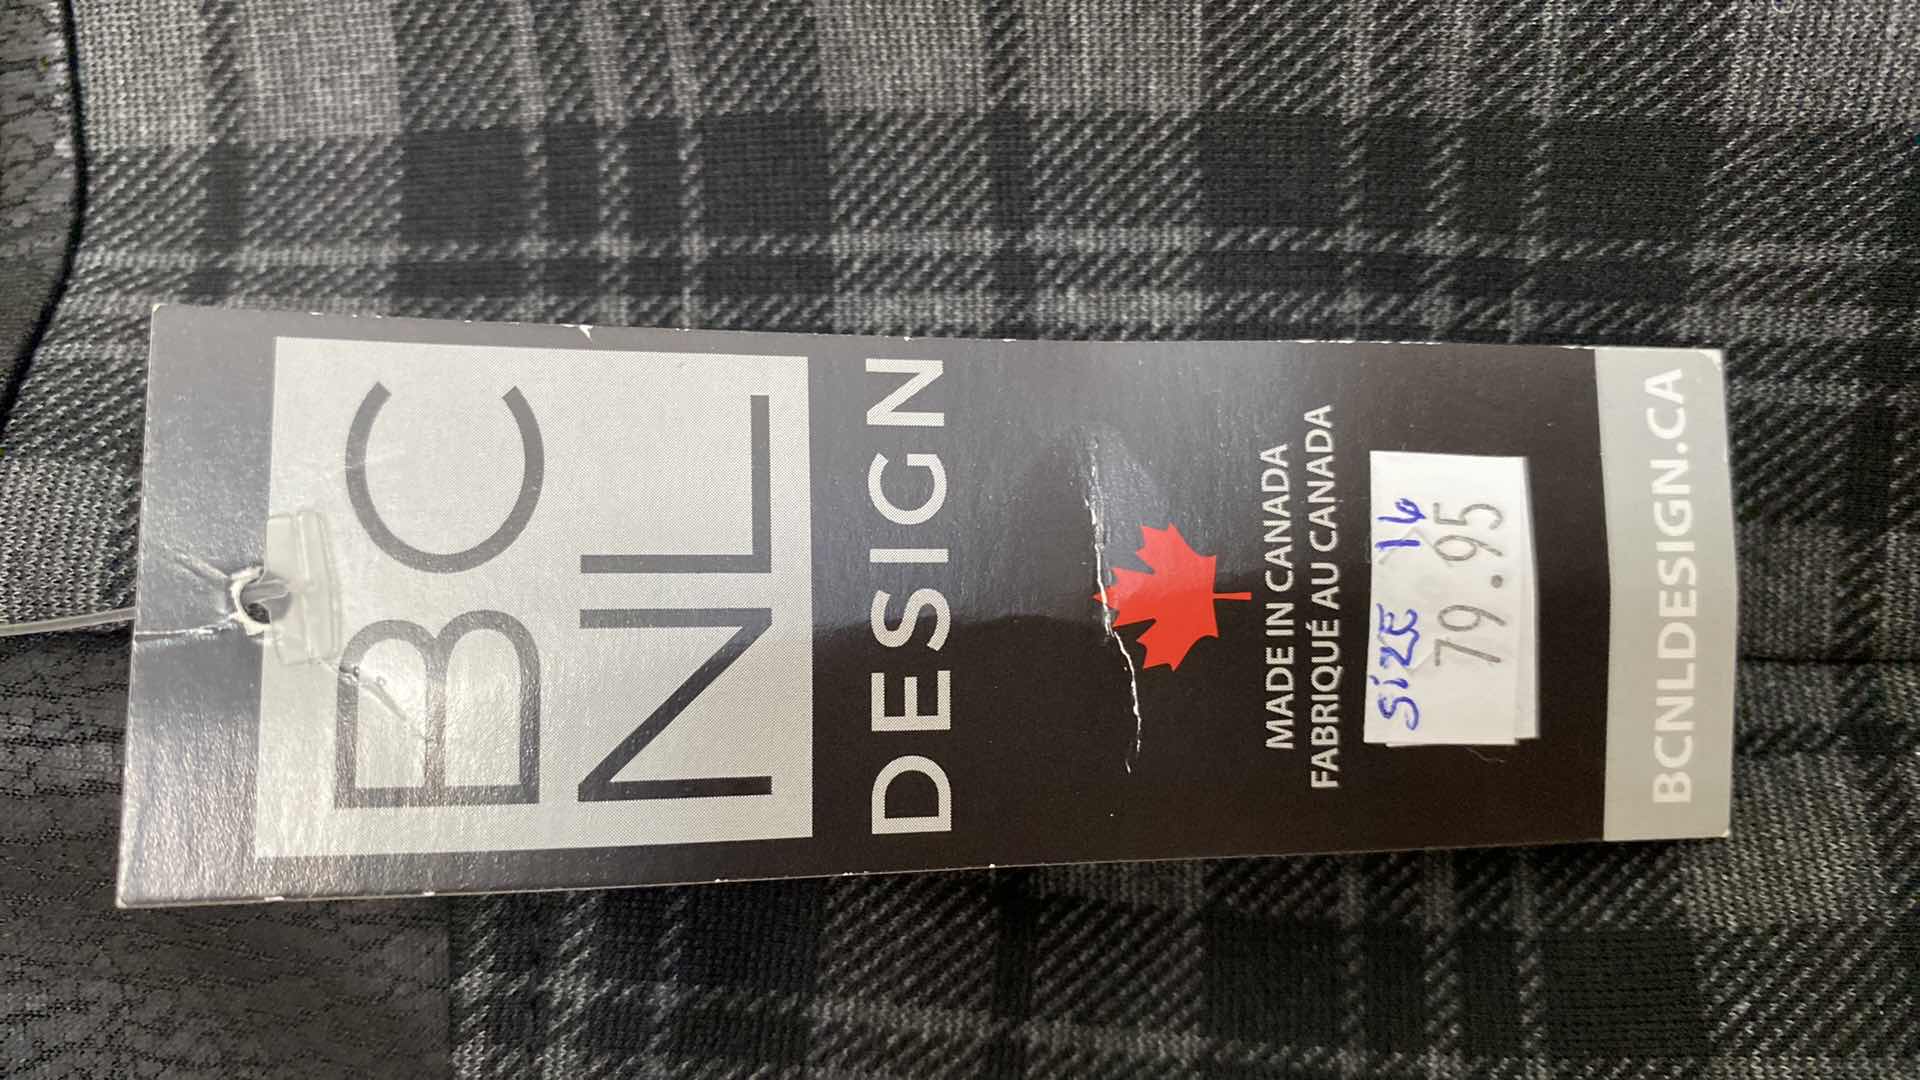 BC
NL
DESIGN
MADE IN CANADA
FABRIQUÉ AU CANADA
SIZE 16
79.95
BCNLDESIGN.CA